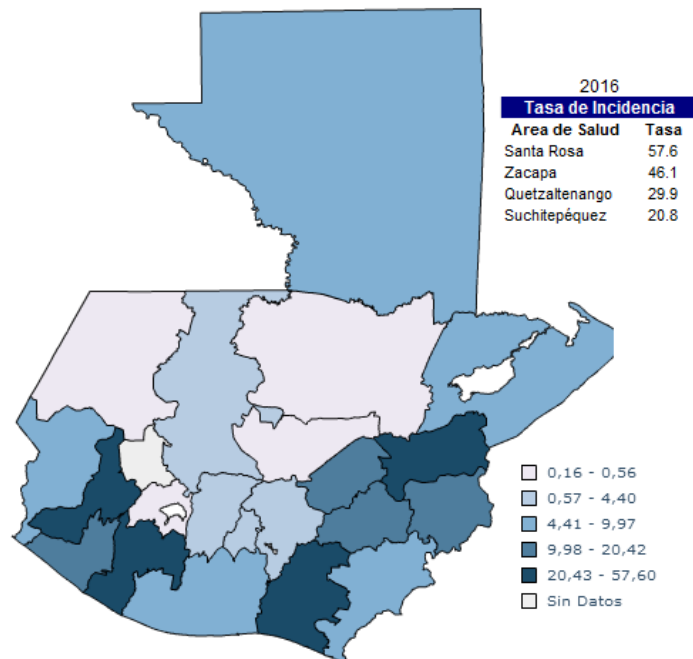 2016
Tasa de Incidencia
Area de Salud Tasa
Santa Rosa 57.6
Zacapa 46.1
Quetzaltenango 29.9
Suchitepéquez 20.8
0,16 - 0,56
0,57 - 4,40
4,41 - 9,97
9,98 - 20,42
20,43 - 57,60
Sin Datos